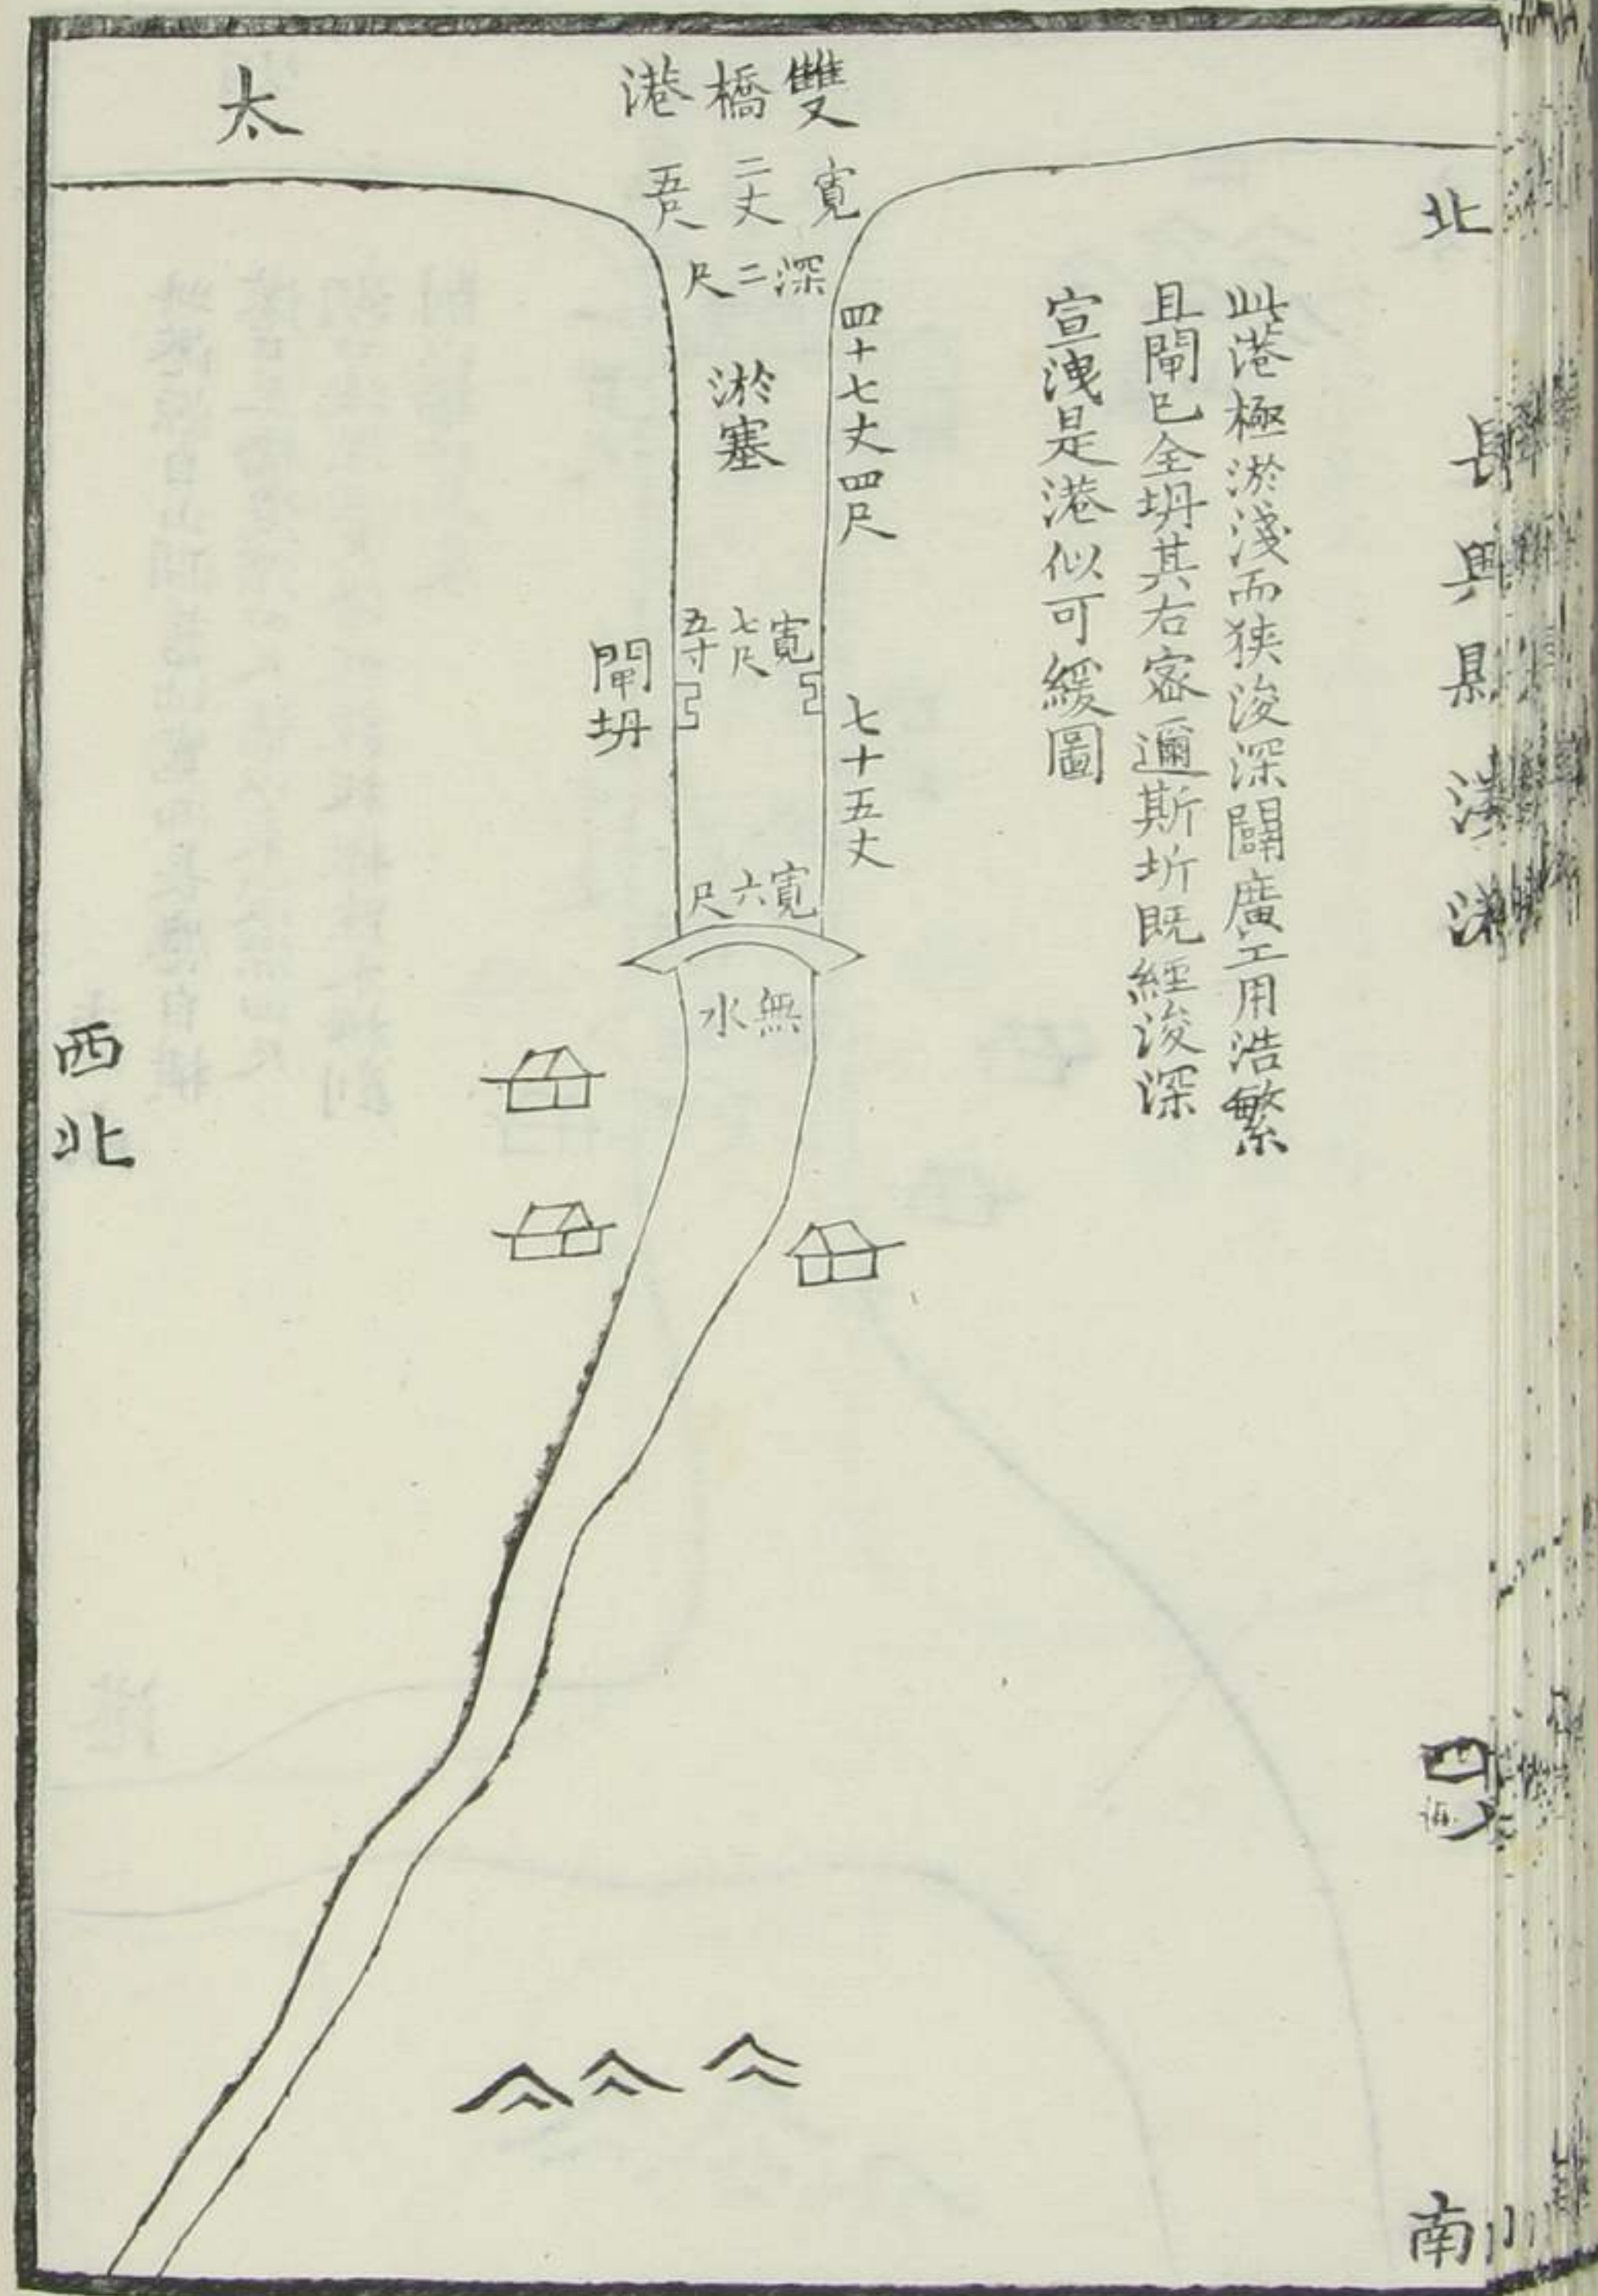 北
長興縣漊港
南
此港極淤淺而狹浚深闢廣工用浩繁
且閘已全坍其右密邇斯圻既經浚深
宣洩是港似可緩圖
雙橋港
寬二丈五尺
深二尺
四十七丈四尺
淤塞
寬七尺五寸
閘坍
七十五丈
寬六尺
無水
太
西北